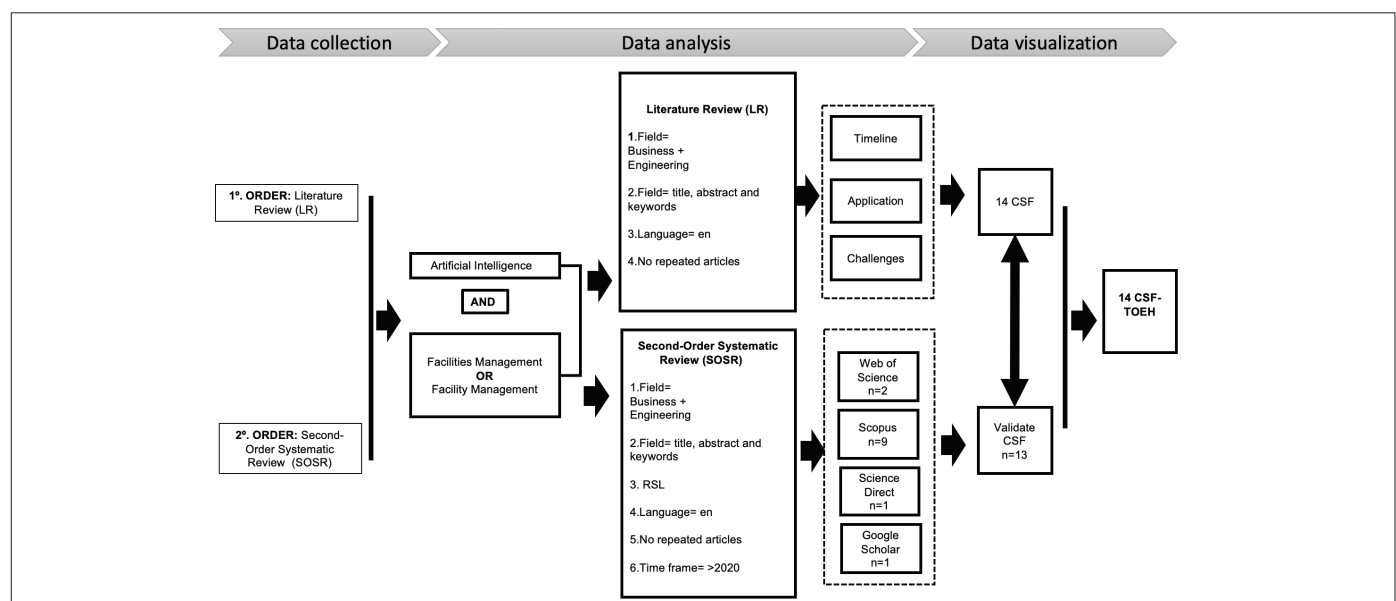 Data collection
Data analysis
Data visualization
1º. ORDER: Literature
Review (LR)
2º. ORDER: Second-
Order Systematic
Review (SOSR)
Artificial Intelligence
AND
Facilities Management
OR
Facility Management
Literature Review (LR)
1.Field=
Business +
Engineering
2.Field= title, abstract and
keywords
3.Language= en
4.No repeated articles
Second-Order Systematic
Review (SOSR)
1.Field=
Business +
Engineering
2.Field= title, abstract and
keywords
3. RSL
4.Language= en
5.No repeated articles
6.Time frame= >2020
Timeline
Application
Challenges
Web of
Science
n=2
Scopus
n=9
Science
Direct
n=1
Google
Scholar
n=1
14 CSF
Validate
CSF
n=13
14 CSF-
TOEH